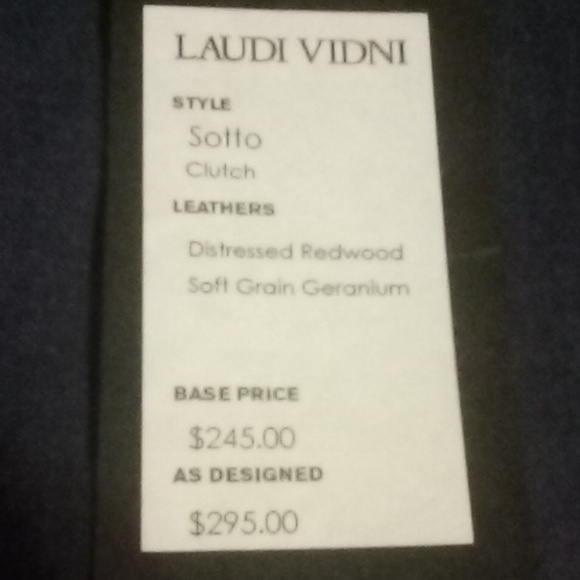 LAUDI VIDNI
STYLE
Sotto
Clutch
LEATHERS
Distressed Redwood
Soft Grain Geranium
BASE PRICE
$245.00
AS DESIGNED
$295.00